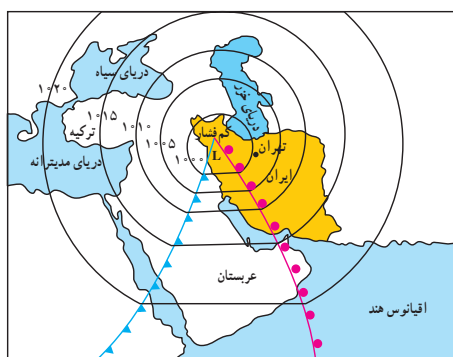 دریای سیاه
۱۰۲۰
۱۰۱۵
۱۰۱۰
۱۰۰۵
۱۰۰۰
ترکیه
دریای مدیترانه
دریای خزر
کم فشار
L
تهران
ایران
عربستان
اقیانوس هند